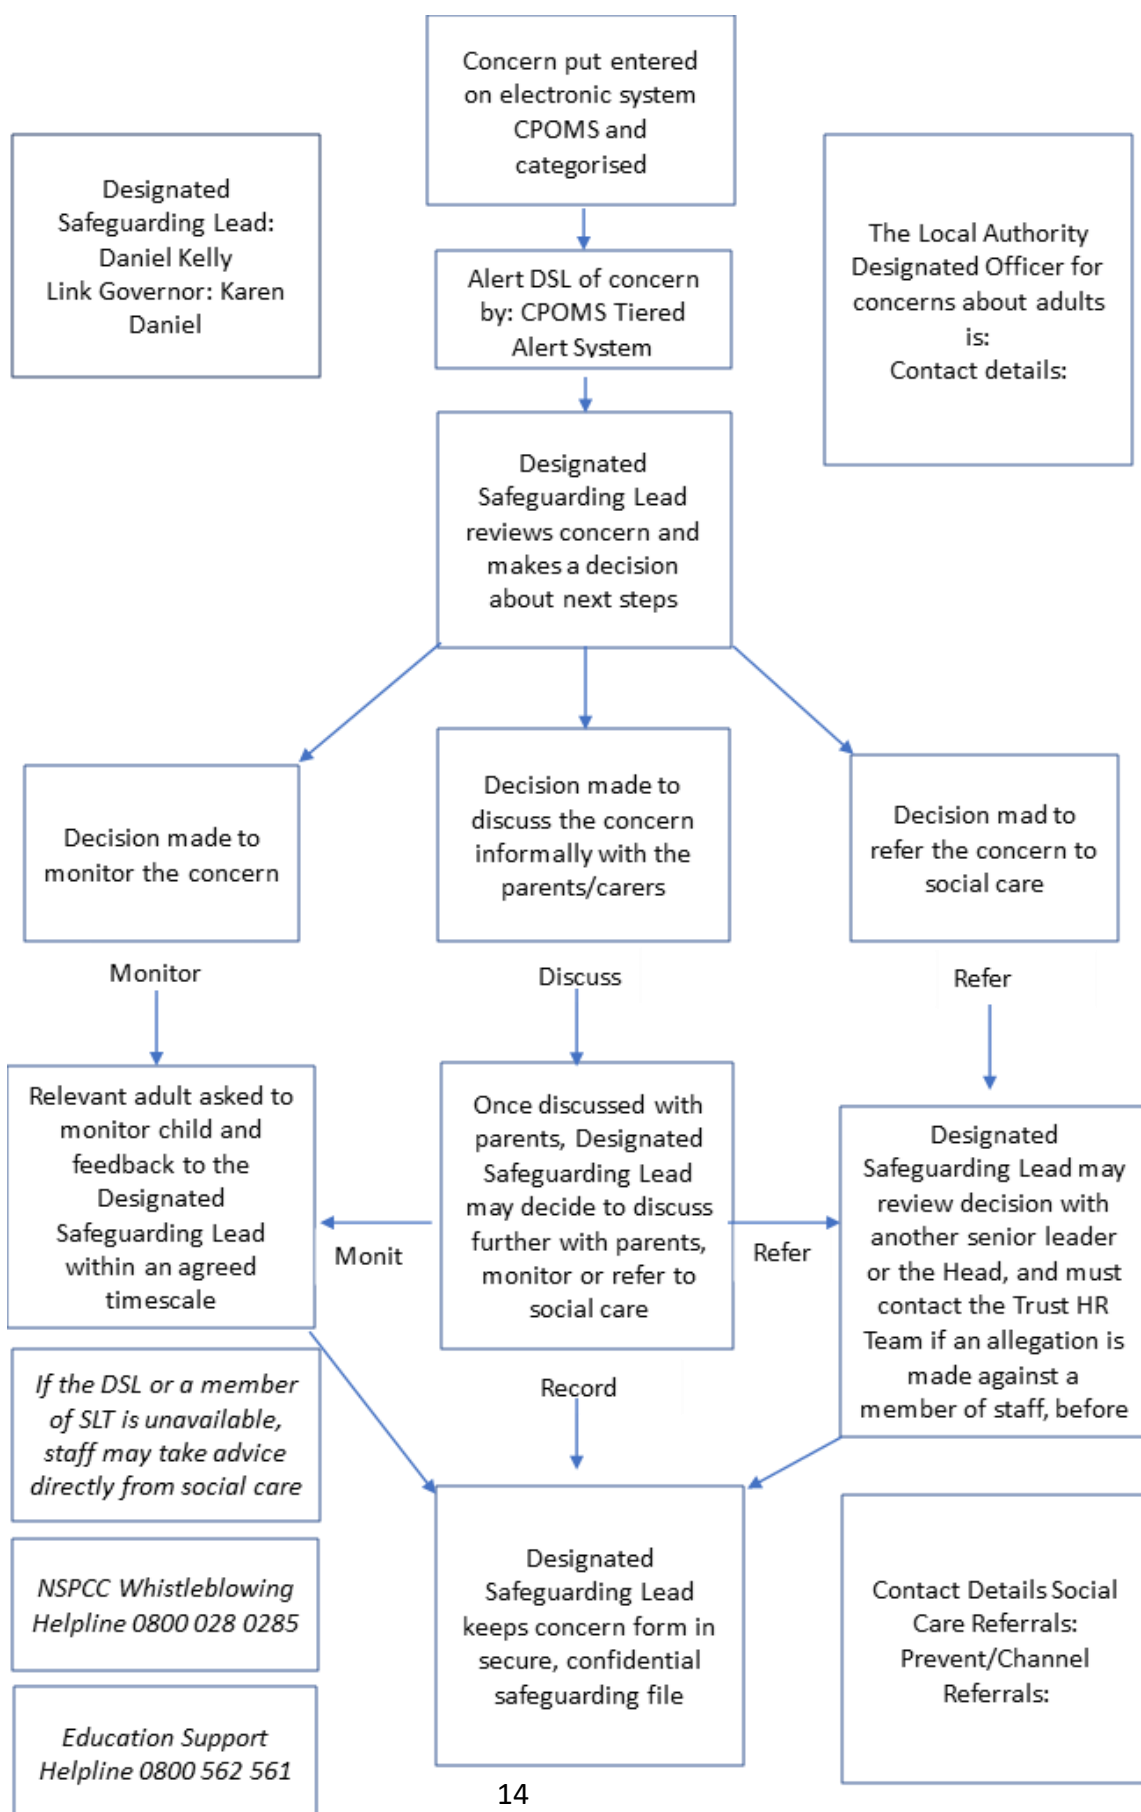 Concern put entered
on electronic system
CPOMS and
categorised
Designated
Safeguarding Lead:
Daniel Kelly
Link Governor: Karen
Daniel
The Local Authority
Designated Officer for
concerns about adults
is:
Contact details:
Alert DSL of concern
by: CPOMS Tiered
Alert System
Designated
Safeguarding Lead
reviews concern and
makes a decision
about next steps
Decision made to
monitor the concern
Decision made to
discuss the concern
informally with the
parents/carers
Decision mad to
refer the concern to
social care
Monitor
Discuss
Refer
Relevant adult asked to
monitor child and
feedback to the
Designated
Safeguarding Lead
within an agreed
timescale
Monit
Once discussed with
parents, Designated
Safeguarding Lead
may decide to discuss
further with parents,
monitor or refer to
social care
Refer
Designated
Safeguarding Lead may
review decision with
another senior leader
or the Head, and must
contact the Trust HR
Team if an allegation is
made against a
member of staff, before
If the DSL or a member
of SLT is unavailable,
staff may take advice
directly from social care
Record
NSPCC Whistleblowing
Helpline 0800 028 0285
Designated
Safeguarding Lead
keeps concern form in
secure, confidential
safeguarding file
Contact Details Social
Care Referrals:
Prevent/Channel
Referrals:
Education Support
Helpline 0800 562 561
14